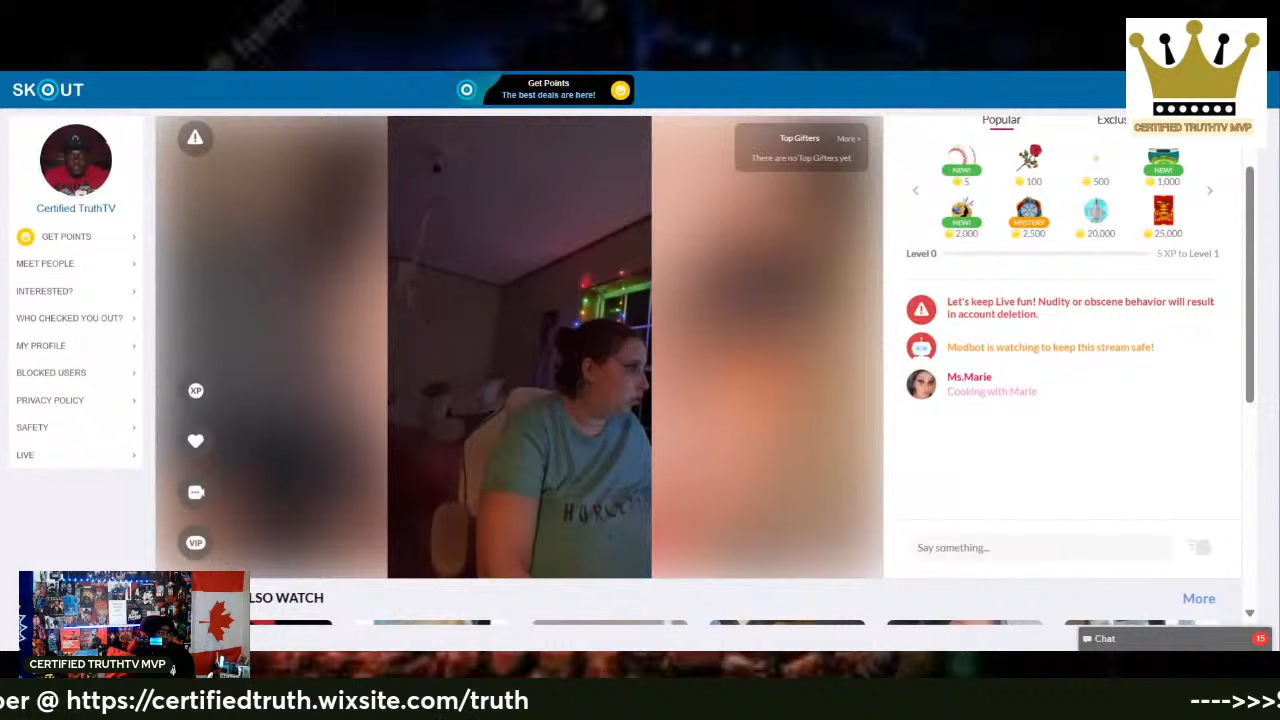 SKOUT
Get Points
The best deals are here!
CERTIFIED TRUTHTV MVP
Certified TruthTV
GET POINTS
MEET PEOPLE
INTERESTED?
WHO CHECKED YOU OUT?
MY PROFILE
BLOCKED USERS
PRIVACY POLICY
SAFETY
LIVE
XP
VIP
Top Gifters
More >
There are no Top Gifters yet
HURLEY
Popular
Exclus
NEW!
NEW!
5
100
500
1,000
NEW!
MYSTERY
2,000
2,500
20,000
25,000
Level 0
5 XP to Level 1
Let's keep Live fun! Nudity or obscene behavior will result
in account deletion.
Modbot is watching to keep this stream safe!
Ms.Marie
Cooking with Marie
Say something...
LSO WATCH
More
Chat
15
CERTIFIED TRUTHTV MVP
per @ https://certifiedtruth.wixsite.com/truth
---->>>S